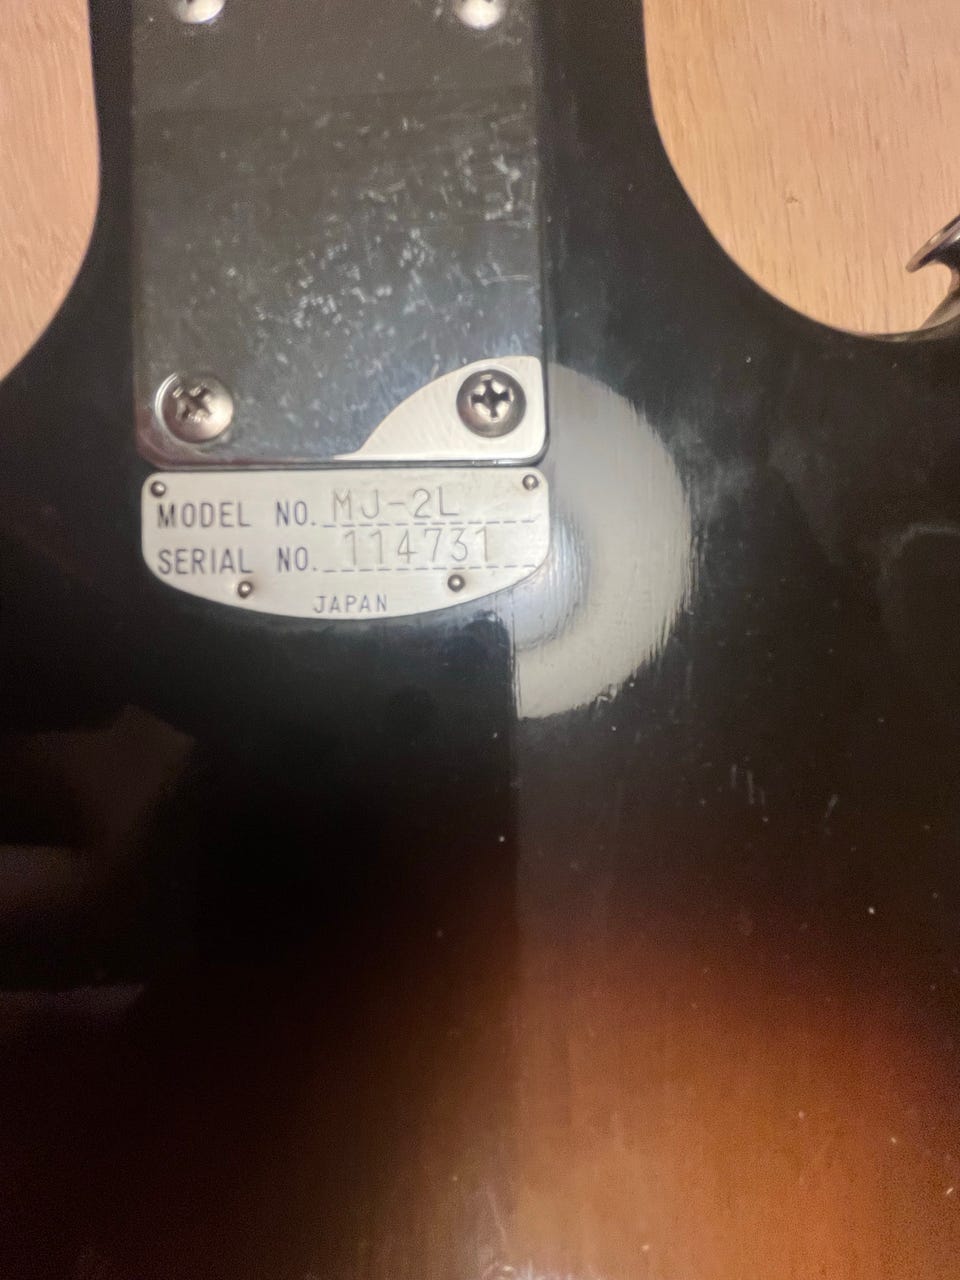 MODEL NO. MJ-2L
SERIAL NO. 114731
JAPAN